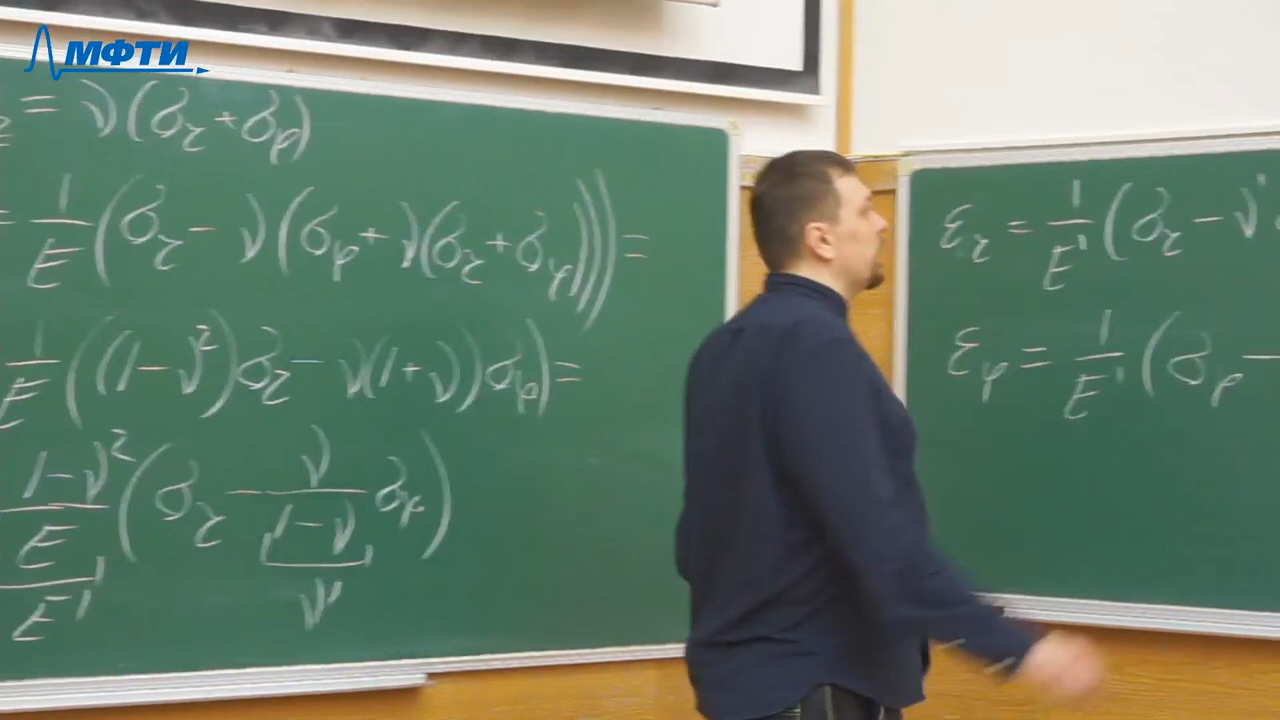 МФТИ
= ν(σ_r + σ_φ)
= 1/E (σ_r − ν(σ_φ + ν(σ_r + σ_φ))) =
1/E ((1 − ν²)σ_r − ν(1 + ν)σ_φ) =
(1 − ν²)/E (σ_r − ν/(1 − ν) σ_φ)
1/E' ν'
ε_r = 1/E' (σ_r − ν'
ε_φ = 1/E' (σ_φ −